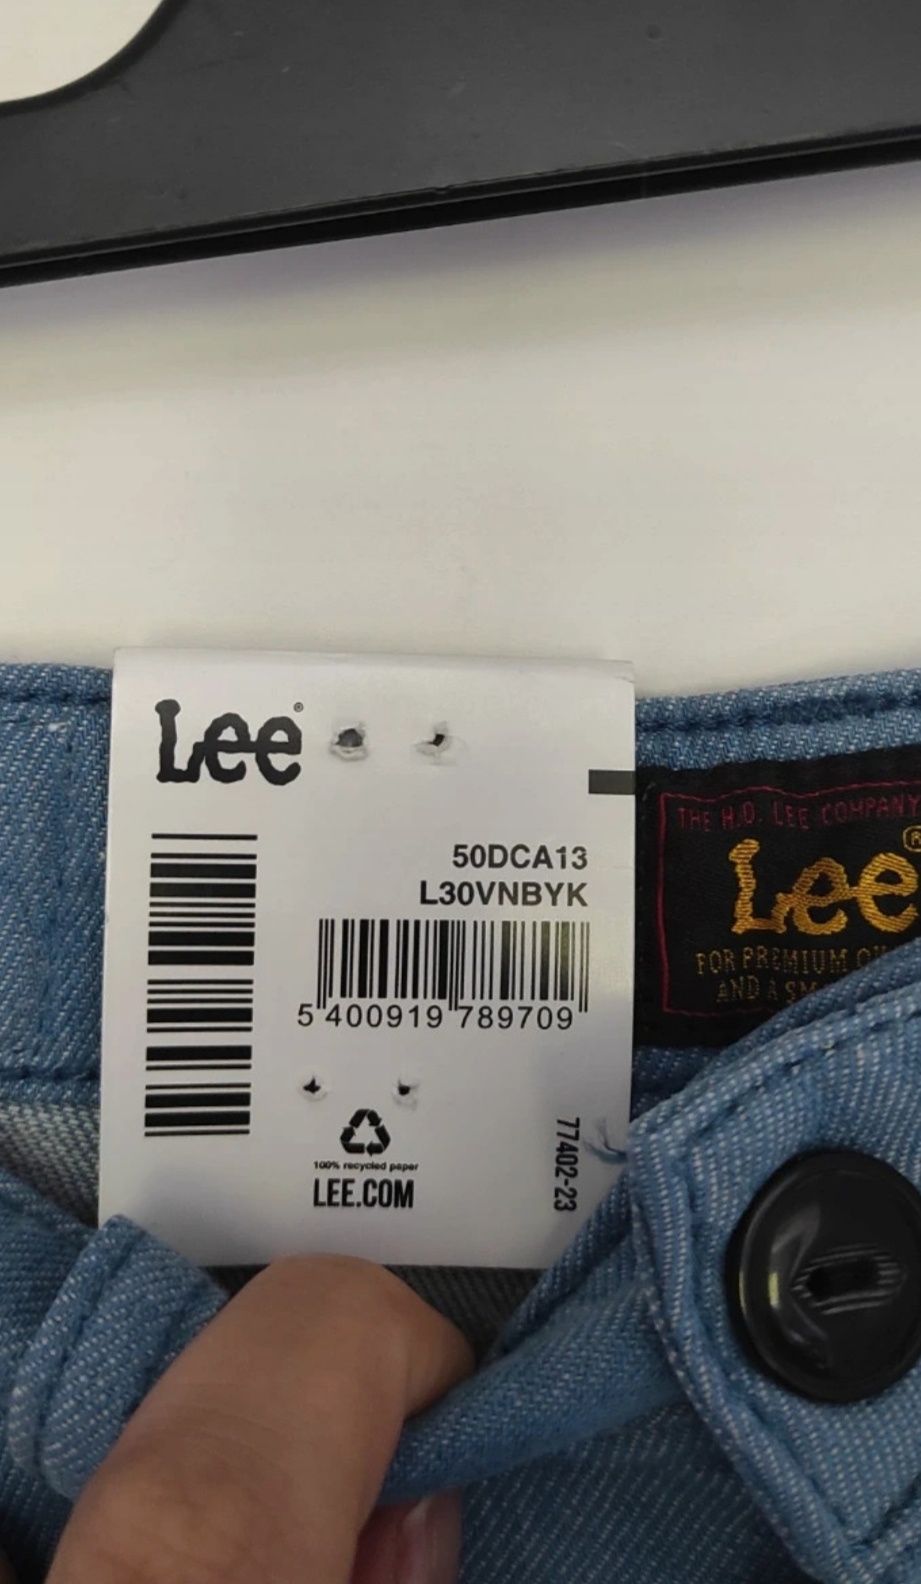 Lee®
50DCA13
L30VNBYK
5 400919 789709
100% recycled paper
LEE.COM
77402-23
THE H.D. LEE COMPANY
Lee®
FOR PREMIUM
AND A